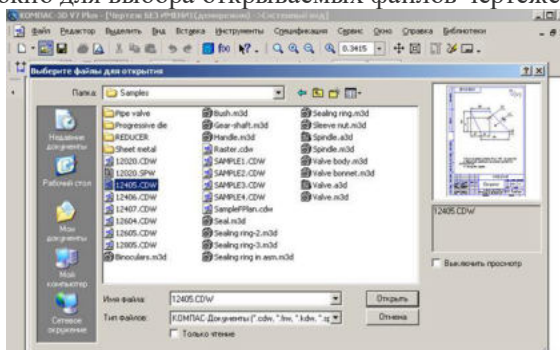 окно для выбора открываемых файлов чертеже
КОМПАС-3D V7 Plus - [Чертеж БЕЗ ИМЕНИ1
Файл Редактор Выделить Вид Вставка Инструменты Спецификация Сервис Окно Справка Библиотеки
0.3415
Выберите файлы для открытия
Папка: Samples
Недавние документы
Рабочий стол
Мои документы
Мой компьютер
Сетевое окружение
Pipe valve
Progressive die
REDUCER
Sheet metal
12020.CDW
12020.SPW
12405.CDW
12406.CDW
12407.CDW
12604.CDW
12605.CDW
12805.CDW
Binoculars.m3d
Bush.m3d
Gear-shaft.m3d
Handle.m3d
Raster.cdw
SAMPLE1.CDW
SAMPLE2.CDW
SAMPLE3.CDW
SAMPLE4.CDW
SampleFPlan.cdw
Seal.m3d
Sealing ring-2.m3d
Sealing ring-3.m3d
Sealing ring in asm.m3d
Sealing ring.m3d
Sleeve nut.m3d
Spindle.a3d
Spindle.m3d
Valve body.m3d
Valve bonnet.m3d
Valve.a3d
Valve.m3d
12405.CDW
Выключить просмотр
Имя файла: 12405.CDW Открыть
Тип файлов: КОМПАС-Документы (*.cdw, *.frw, *.kdw, *.sp Отмена
Только чтение